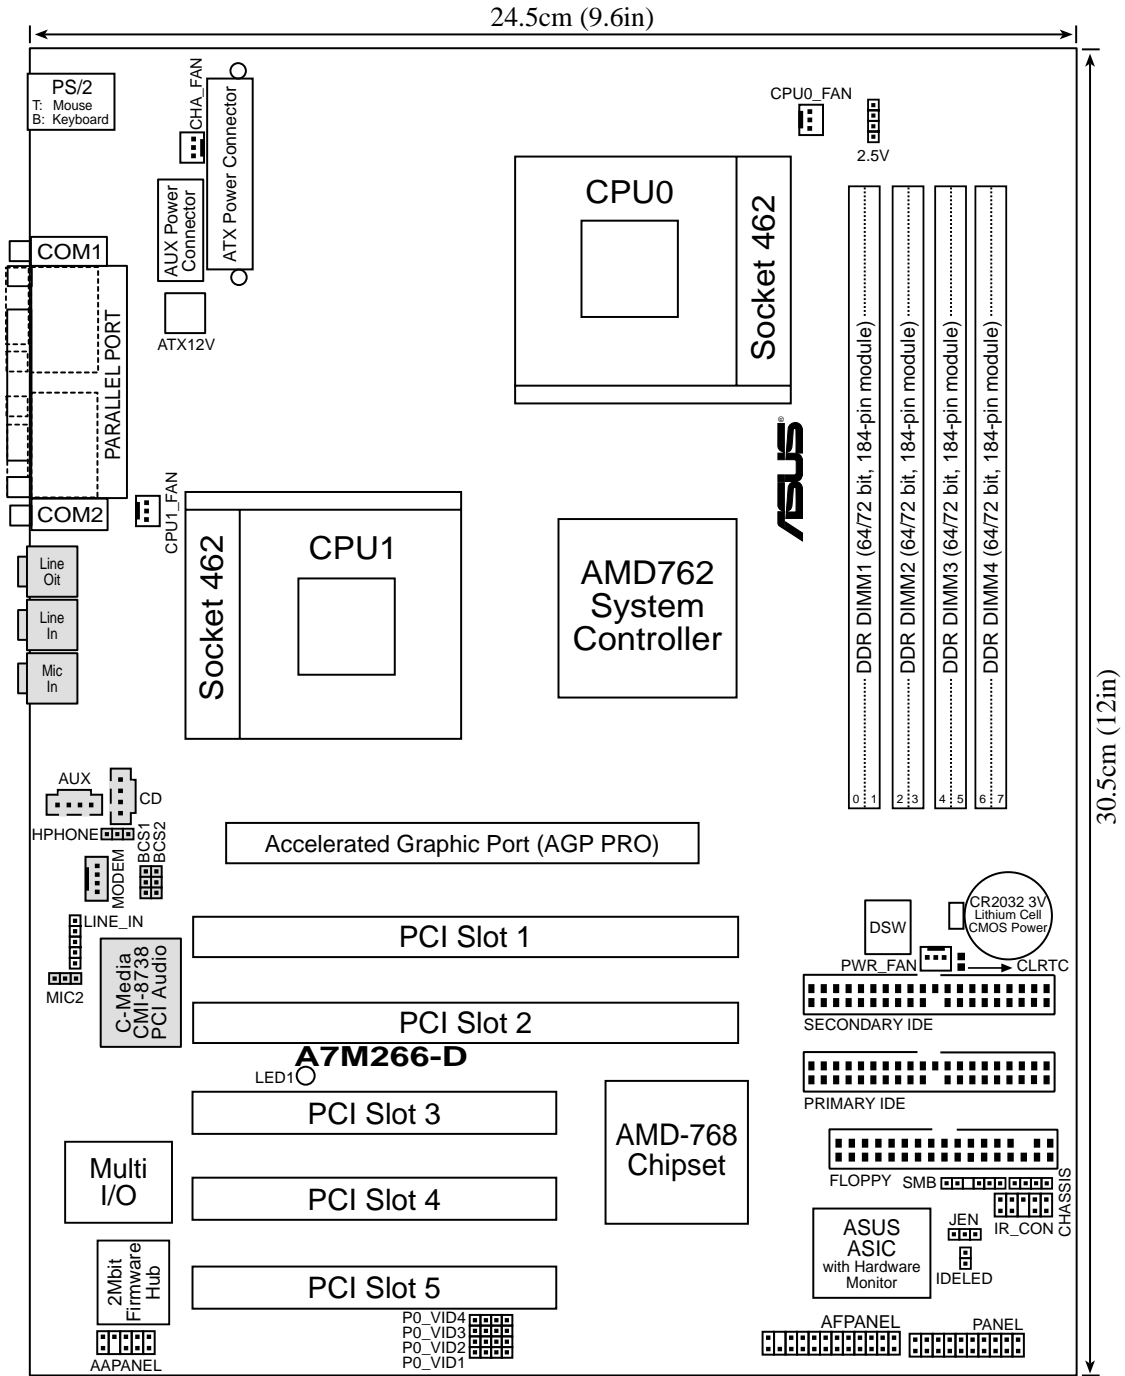 24.5cm (9.6in)
PS/2
T: Mouse
B: Keyboard
CHA_FAN
ATX Power Connector
CPU0_FAN
2.5V
CPU0
Socket 462
AUX Power
Connector
COM1
ATX12V
PARALLEL PORT
COM2
CPU1_FAN
ASUS®
DDR DIMM1 (64/72 bit, 184-pin module)
DDR DIMM2 (64/72 bit, 184-pin module)
DDR DIMM3 (64/72 bit, 184-pin module)
DDR DIMM4 (64/72 bit, 184-pin module)
0 1
2 3
4 5
6 7
30.5cm (12in)
Line
Oit
Line
In
Mic
In
CPU1
Socket 462
AMD762
System
Controller
AUX
CD
HPHONE
BCS1
BCS2
MODEM
Accelerated Graphic Port (AGP PRO)
LINE_IN
MIC2
C-Media
CMI-8738
PCI Audio
PCI Slot 1
DSW
CR2032 3V
Lithium Cell
CMOS Power
PWR_FAN
CLRTC
SECONDARY IDE
PCI Slot 2
A7M266-D
LED1
PRIMARY IDE
PCI Slot 3
AMD-768
Chipset
FLOPPY
SMB
CHASSIS
IR_CON
Multi
I/O
PCI Slot 4
ASUS
ASIC
with Hardware
Monitor
JEN
IDELED
2Mbit
Firmware
Hub
PCI Slot 5
P0_VID4
P0_VID3
P0_VID2
P0_VID1
AAPANEL
AFPANEL
PANEL